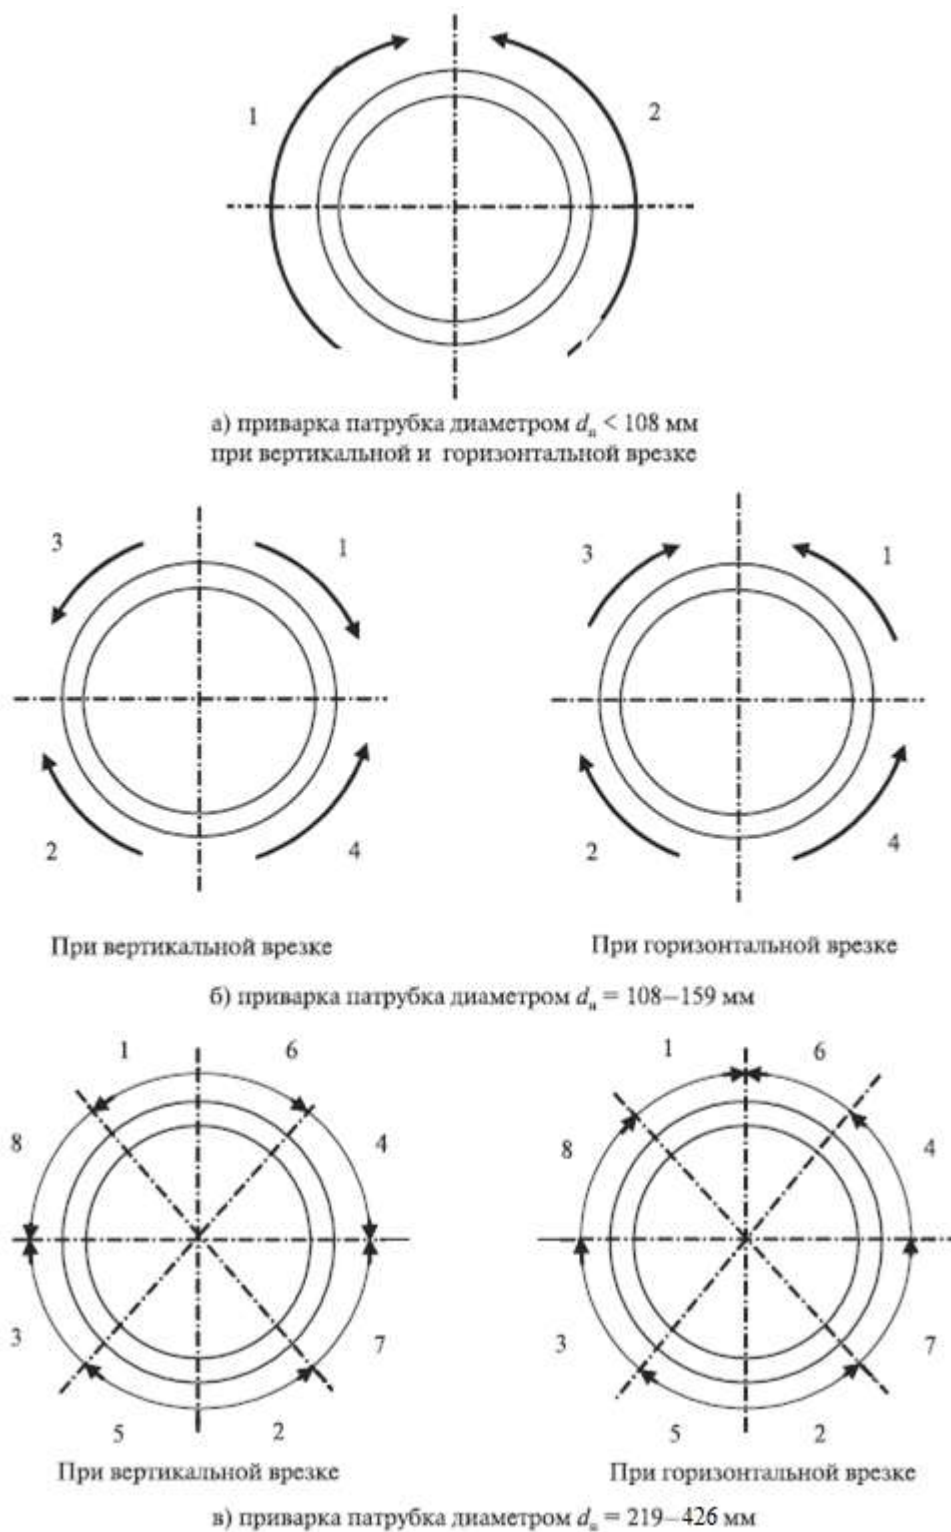 1 2
а) приварка патрубка диаметром dн < 108 мм
при вертикальной и горизонтальной врезке
3 1 3 1
2 4 2 4
При вертикальной врезке При горизонтальной врезке
б) приварка патрубка диаметром dн = 108–159 мм
1 6 1 6
8 4 8 4
3 7 3 7
5 2 5 2
При вертикальной врезке При горизонтальной врезке
в) приварка патрубка диаметром dн = 219–426 мм